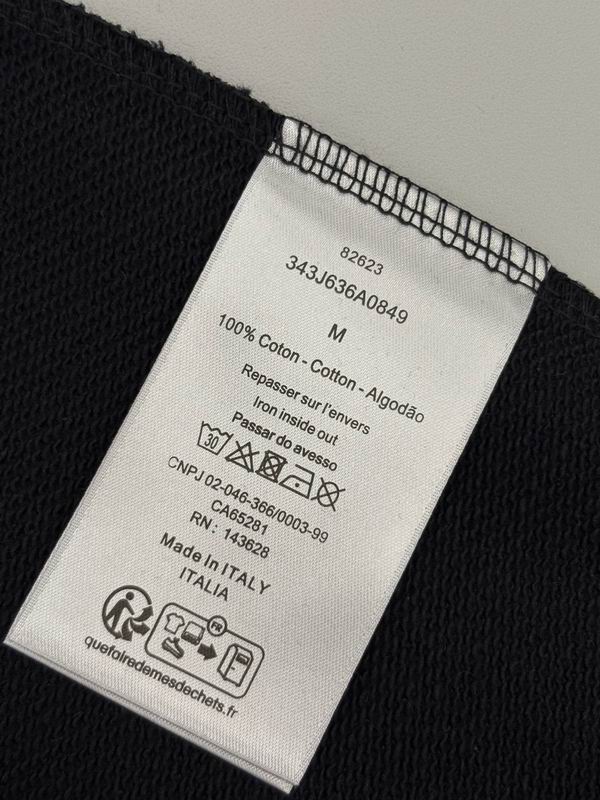 82623
343J636A0849
M
100% Coton - Cotton - Algodão
Repasser sur l'envers
Iron inside out
Passar do avesso
30
CNPJ 02-046-366/0003-99
CA65281
RN : 143628
Made in ITALY
ITALIA
FR
quefairedemesdechets.fr